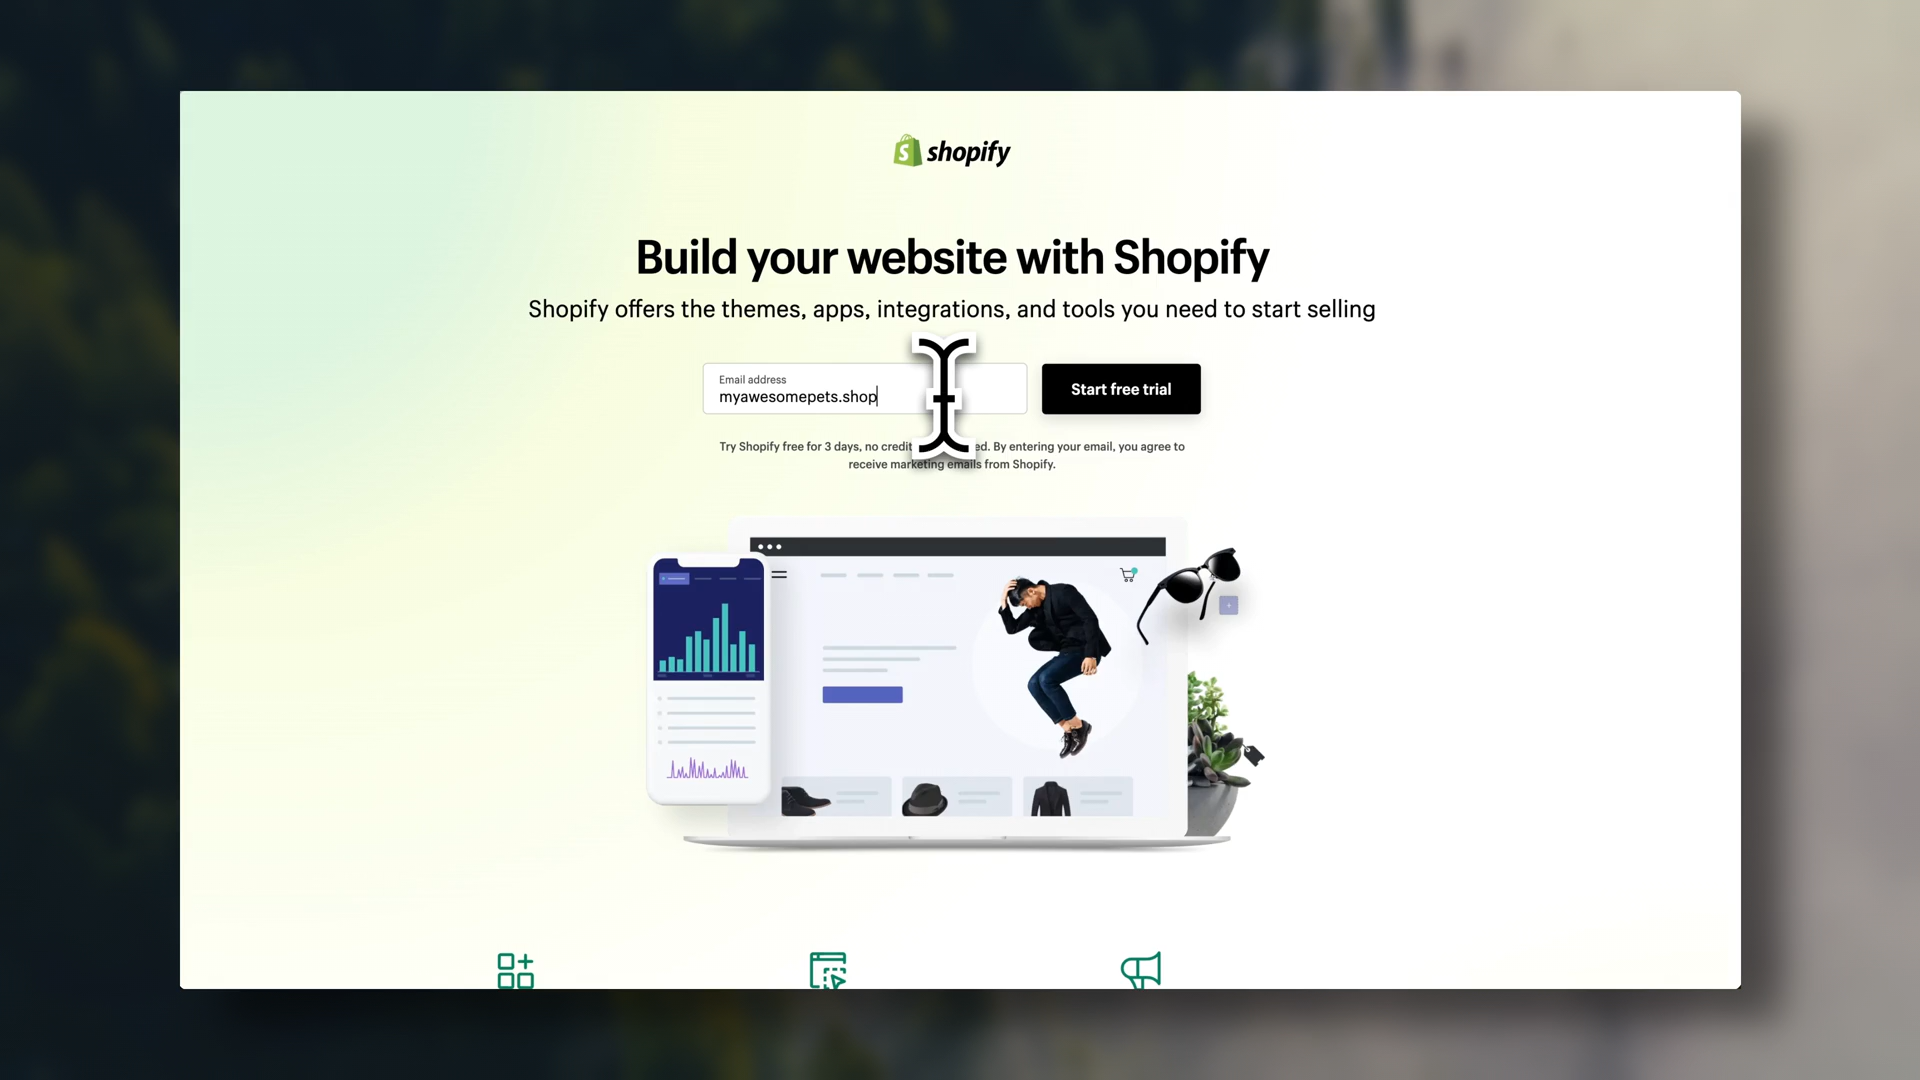 shopify
Build your website with Shopify
Shopify offers the themes, apps, integrations, and tools you need to start selling
Email address
myawesomepets.shop
Start free trial
Try Shopify free for 3 days, no credit ed. By entering your email, you agree to
receive marketing emails from Shopify.